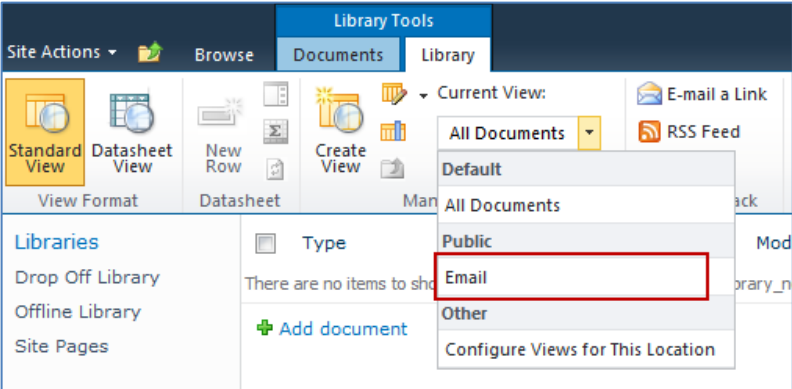 Library Tools
Site Actions Browse Documents Library
Current View:
E-mail a Link
All Documents
RSS Feed
Standard View
Datasheet View
New Row
Create View
Default
View Format
Datasheet
All Documents
Libraries
Type
Public
Drop Off Library
There are no items to
Email
Offline Library
Add document
Other
Site Pages
Configure Views for This Location